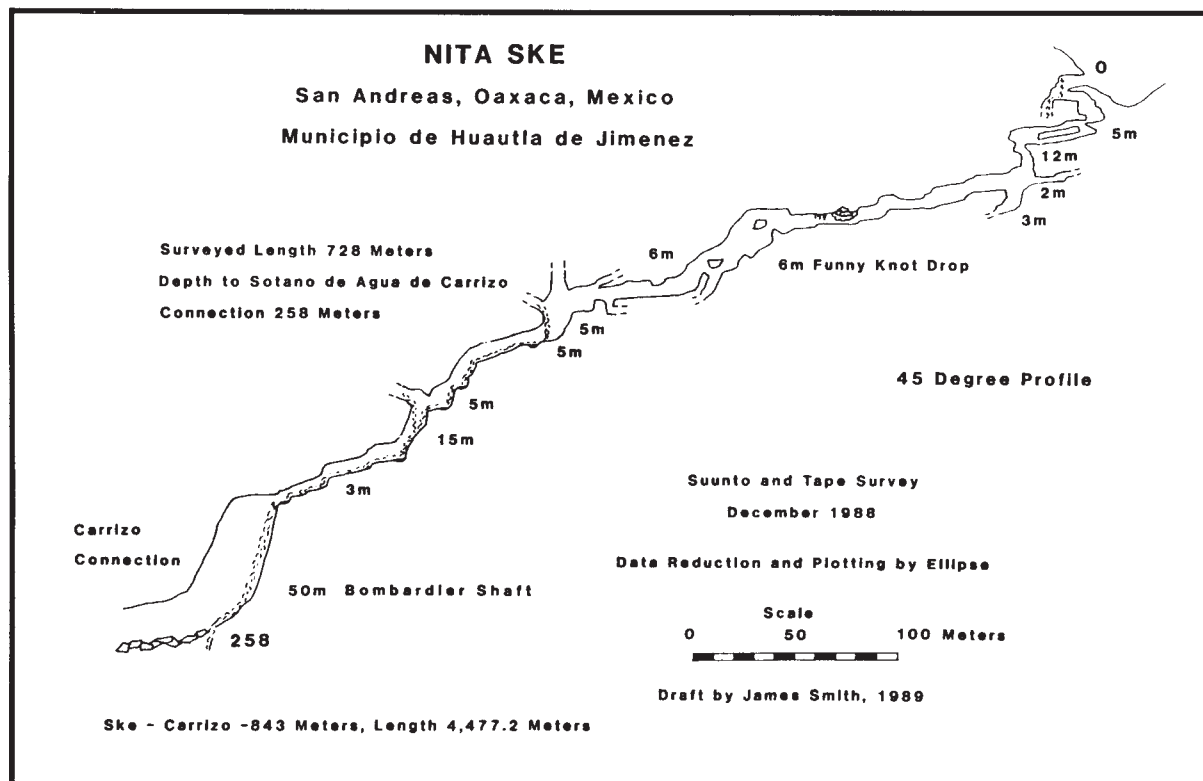 NITA SKE
San Andreas, Oaxaca, Mexico
Municipio de Huautla de Jimenez
O
5m
12m
2m
3m
Surveyed Length 728 Meters
Depth to Sotano de Agua de Carrizo
Connection 258 Meters
6m
6m Funny Knot Drop
5m
5m
45 Degree Profile
5m
15m
3m
Suunto and Tape Survey
December 1988
Carrizo
Connection
Data Reduction and Plotting by Ellipse
50m Bombardier Shaft
258
Scale
0 50 100 Meters
Draft by James Smith, 1989
Ske - Carrizo -843 Meters, Length 4,477.2 Meters